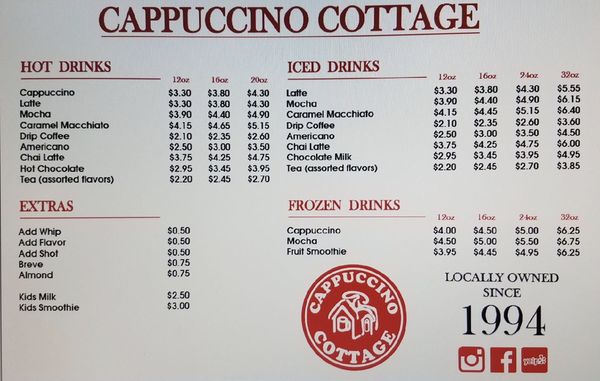 CAPPUCCINO COTTAGE
HOT DRINKS
12oz 16oz 20oz
Cappuccino $3.30 $3.80 $4.30
Latte $3.30 $3.80 $4.30
Mocha $3.90 $4.40 $4.90
Caramel Macchiato $4.15 $4.65 $5.15
Drip Coffee $2.10 $2.35 $2.60
Americano $2.50 $3.00 $3.50
Chai Latte $3.75 $4.25 $4.75
Hot Chocolate $2.95 $3.45 $3.95
Tea (assorted flavors) $2.20 $2.45 $2.70
EXTRAS
Add Whip $0.50
Add Flavor $0.50
Add Shot $0.50
Breve $0.75
Almond $0.75
Kids Milk $2.50
Kids Smoothie $3.00
ICED DRINKS
12oz 16oz 24oz 32oz
Latte $3.30 $3.80 $4.30 $5.55
Mocha $3.90 $4.40 $4.90 $6.15
Caramel Macchiato $4.15 $4.45 $5.15 $6.40
Drip Coffee $2.10 $2.35 $2.60 $3.60
Americano $2.50 $3.00 $3.50 $4.50
Chai Latte $3.75 $4.25 $4.75 $6.00
Chocolate Milk $2.95 $3.45 $3.95 $4.95
Tea (assorted flavors) $2.20 $2.45 $2.70 $3.85
FROZEN DRINKS
12oz 16oz 24oz 32oz
Cappuccino $4.00 $4.50 $5.00 $6.25
Mocha $4.50 $5.00 $5.50 $6.75
Fruit Smoothie $3.95 $4.45 $4.95 $6.25
CAPPUCCINO
COTTAGE
LOCALLY OWNED
SINCE
1994
yelp